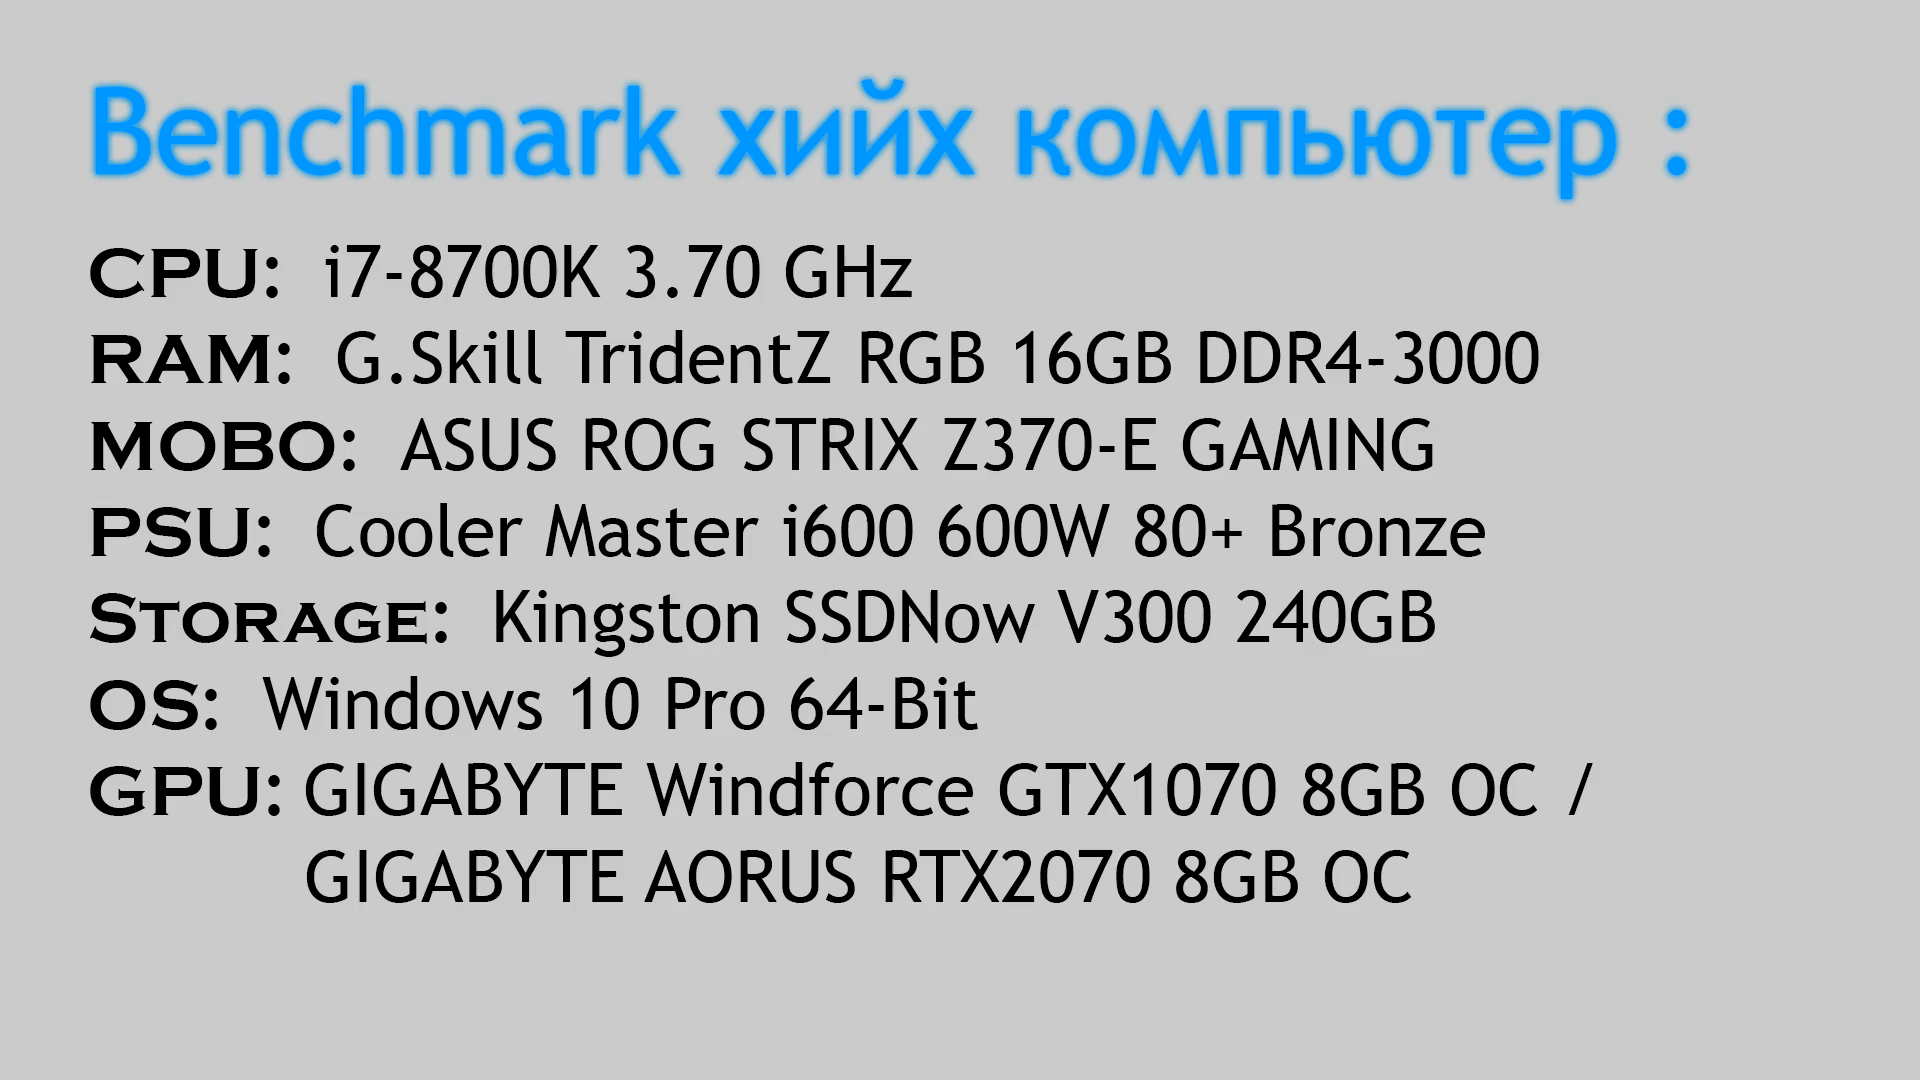 Benchmark хийх компьютер :
CPU: i7-8700K 3.70 GHz
RAM: G.Skill TridentZ RGB 16GB DDR4-3000
MOBO: ASUS ROG STRIX Z370-E GAMING
PSU: Cooler Master i600 600W 80+ Bronze
Storage: Kingston SSDNow V300 240GB
OS: Windows 10 Pro 64-Bit
GPU: GIGABYTE Windforce GTX1070 8GB OC /
GIGABYTE AORUS RTX2070 8GB OC